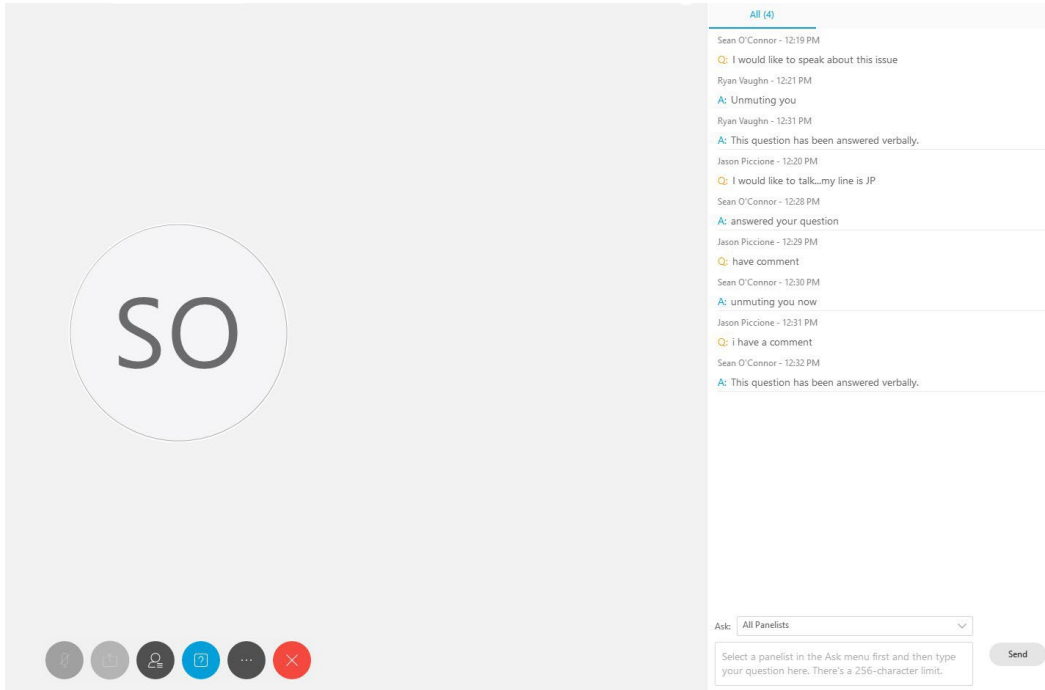 SO
All (4)
Sean O'Connor - 12:19 PM
Q: I would like to speak about this issue
Ryan Vaughn - 12:21 PM
A: Unmuting you
Ryan Vaughn - 12:31 PM
A: This question has been answered verbally.
Jason Piccione - 12:20 PM
Q: I would like to talk...my line is JP
Sean O'Connor - 12:28 PM
A: answered your question
Jason Piccione - 12:29 PM
Q: have comment
Sean O'Connor - 12:30 PM
A: unmuting you now
Jason Piccione - 12:31 PM
Q: i have a comment
Sean O'Connor - 12:32 PM
A: This question has been answered verbally.
Ask: All Panelists
Select a panelist in the Ask menu first and then type
your question here. There's a 256-character limit.
Send